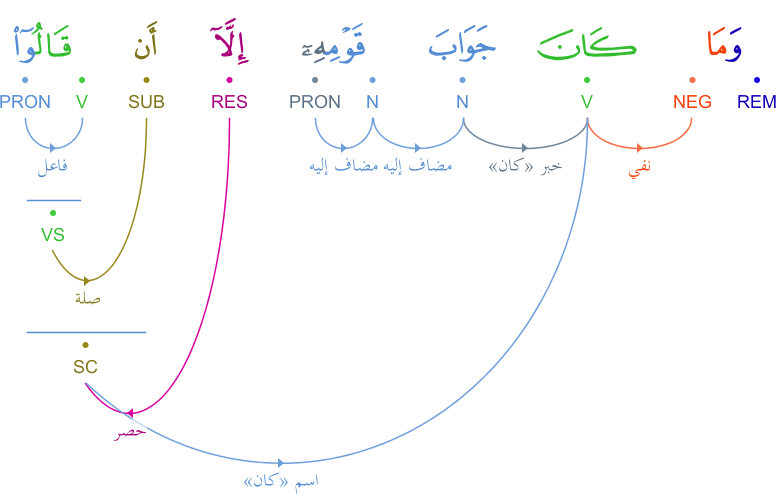 وَمَا كَانَ جَوَابَ قَوْمِهِۦٓ إِلَّآ أَن قَالُوٓا۟
PRON V SUB RES PRON N N V NEG REM
فاعل مضاف إليه مضاف إليه خبر «كان» نفي
VS
صلة
SC
حصر
اسم «كان»